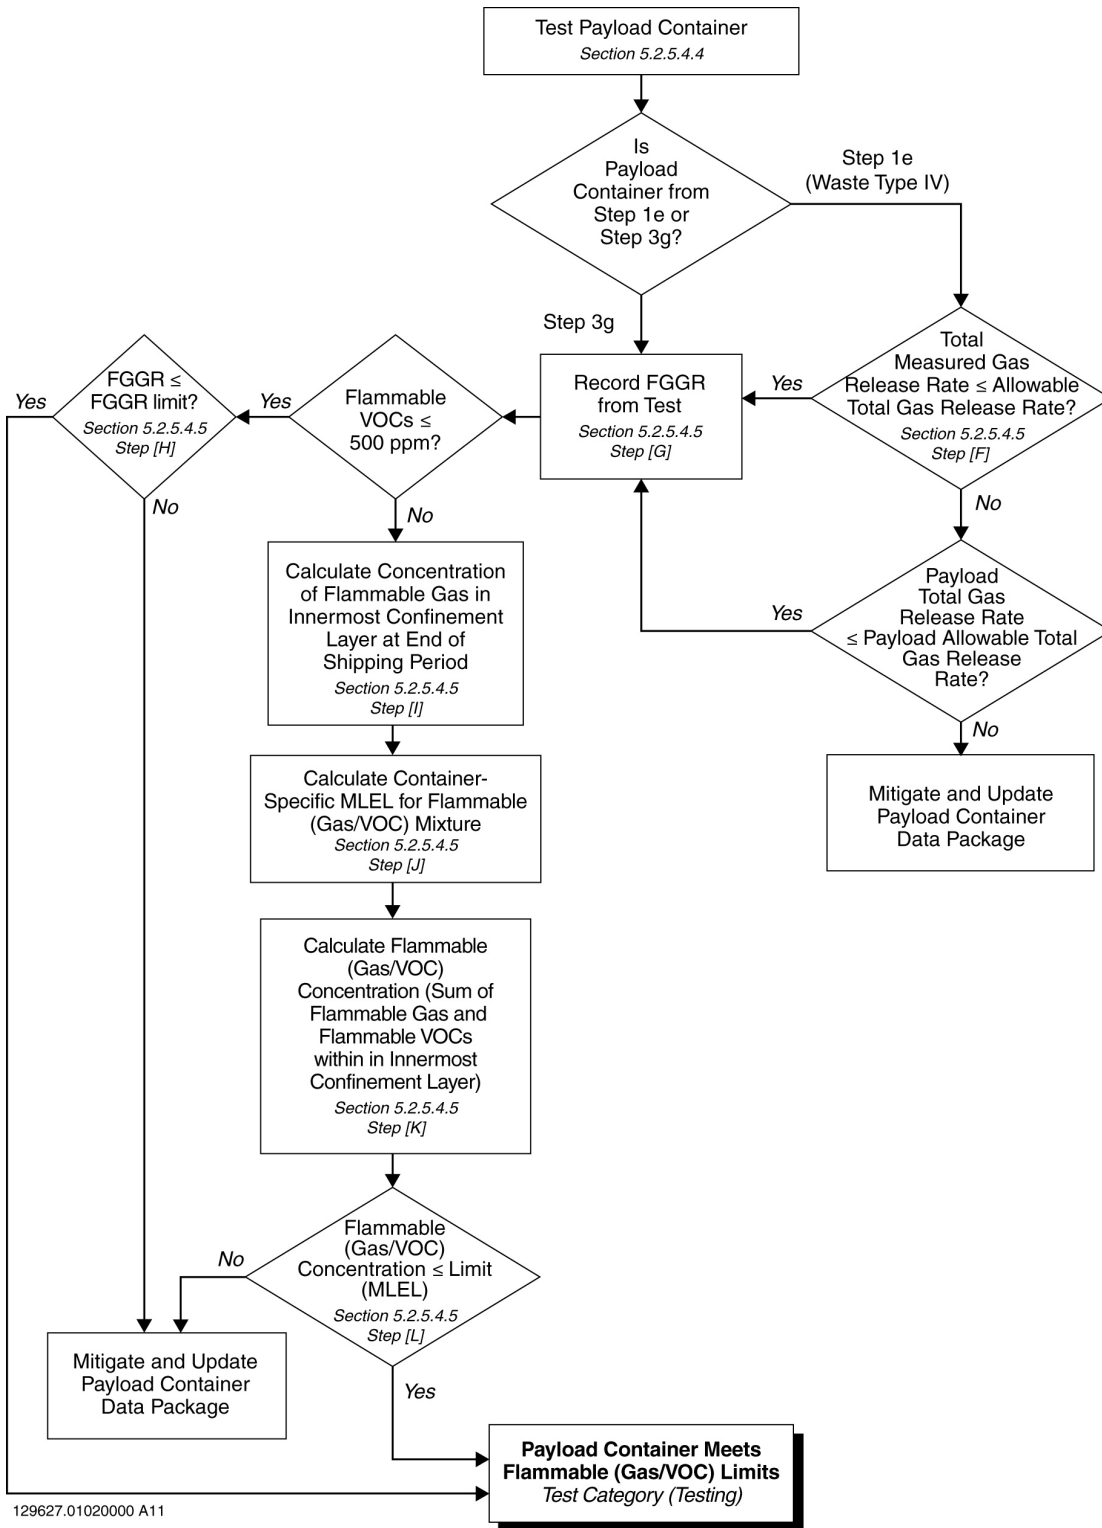 Test Payload Container
Section 5.2.5.4.4
Is
Payload
Container from
Step 1e or
Step 3g?
Step 1e
(Waste Type IV)
Step 3g
Total
Measured Gas
Release Rate ≤ Allowable
Total Gas Release Rate?
Section 5.2.5.4.5
Step [F]
Yes
No
Record FGGR
from Test
Section 5.2.5.4.5
Step [G]
Flammable
VOCs ≤
500 ppm?
Yes
No
FGGR ≤
FGGR limit?
Section 5.2.5.4.5
Step [H]
Yes
No
Payload
Total Gas
Release Rate
≤ Payload Allowable Total
Gas Release
Rate?
Yes
No
Mitigate and Update
Payload Container
Data Package
Calculate Concentration
of Flammable Gas in
Innermost Confinement
Layer at End of
Shipping Period
Section 5.2.5.4.5
Step [I]
Calculate Container-
Specific MLEL for Flammable
(Gas/VOC) Mixture
Section 5.2.5.4.5
Step [J]
Calculate Flammable
(Gas/VOC)
Concentration (Sum of
Flammable Gas and
Flammable VOCs
within in Innermost
Confinement Layer)
Section 5.2.5.4.5
Step [K]
Flammable
(Gas/VOC)
Concentration ≤ Limit
(MLEL)
Section 5.2.5.4.5
Step [L]
No
Yes
Mitigate and Update
Payload Container
Data Package
Payload Container Meets
Flammable (Gas/VOC) Limits
Test Category (Testing)
129627.01020000 A11